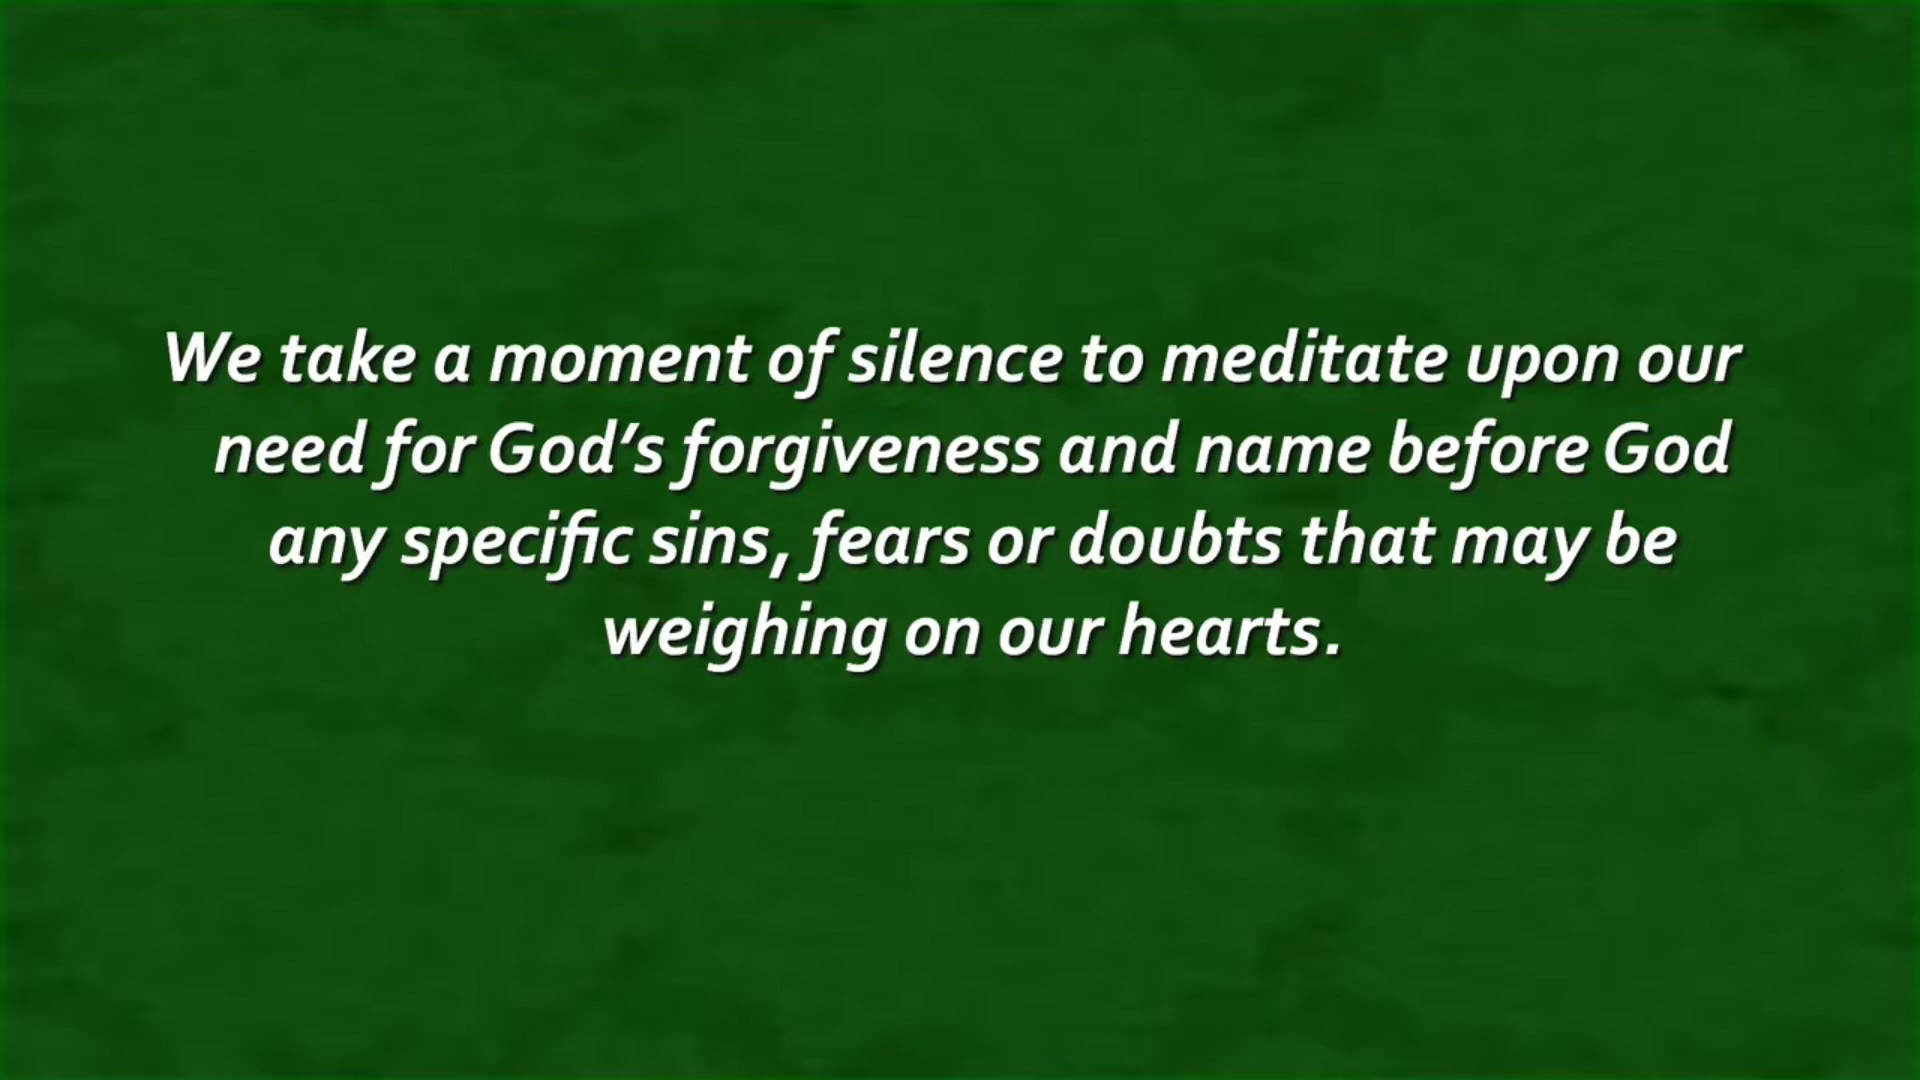 We take a moment of silence to meditate upon our
need for God’s forgiveness and name before God
any specific sins, fears or doubts that may be
weighing on our hearts.